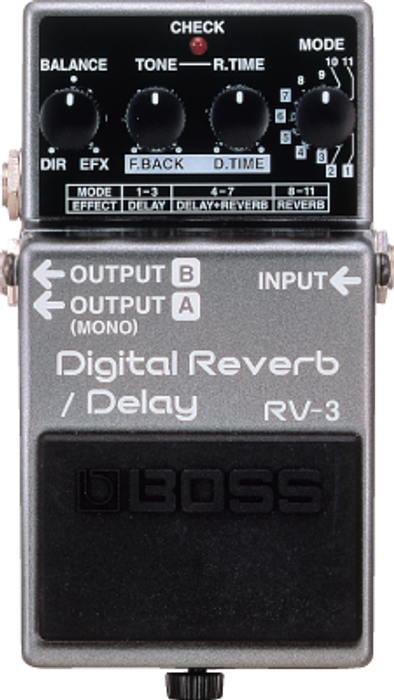 CHECK
MODE
BALANCE TONE R.TIME
10 11
9
8
7
6
5
4
3
2 1
DIR EFX F.BACK D.TIME
MODE 1-3 4-7 8-11
EFFECT DELAY DELAY+REVERB REVERB
OUTPUT B
INPUT
OUTPUT A
(MONO)
Digital Reverb
/ Delay RV-3
BOSS